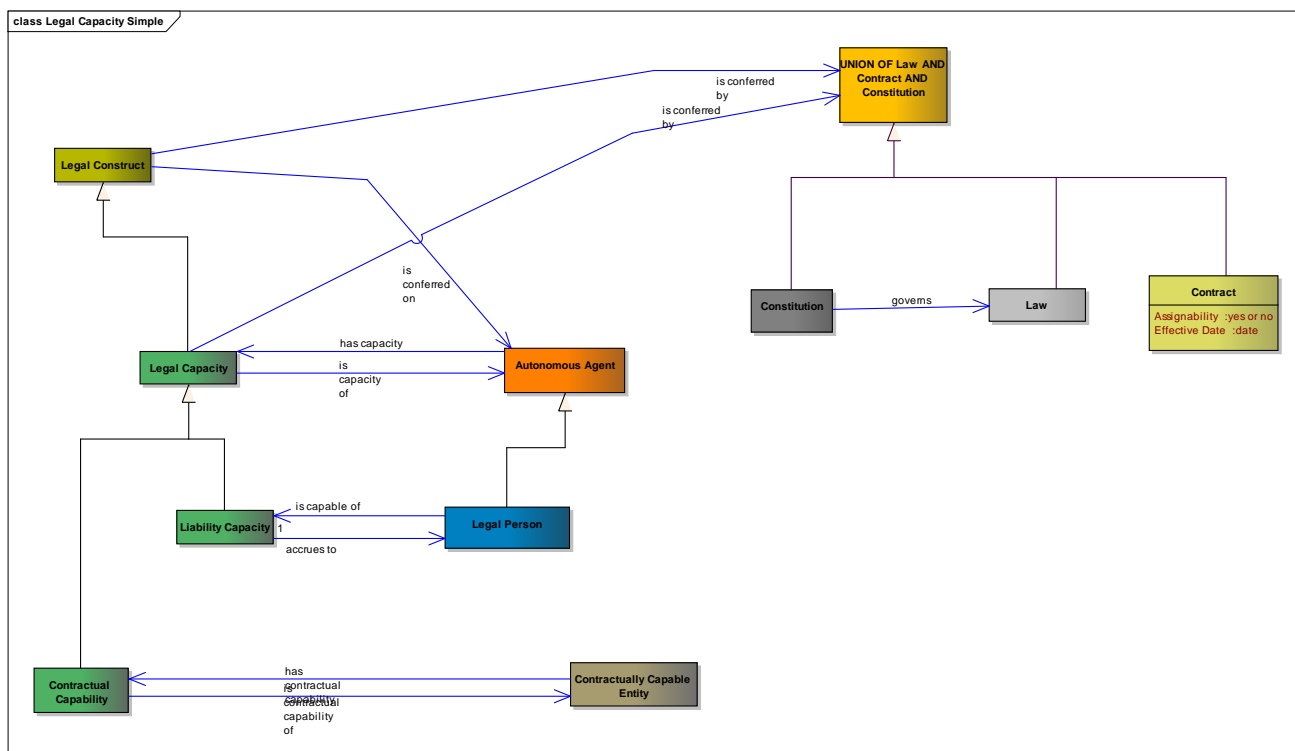 class Legal Capacity Simple
UNION OF Law AND
Contract AND
Constitution
is conferred
by
is conferred
by
Legal Construct
is
conferred
on
Constitution
governs
Law
Contract
Assignability :yes or no
Effective Date :date
has capacity
Legal Capacity
is
capacity
of
Autonomous Agent
is capable of
Liability Capacity
1
Legal Person
accrues to
has
contractual
capability
is
contractual
capability
of
Contractual
Capability
Contractually Capable
Entity